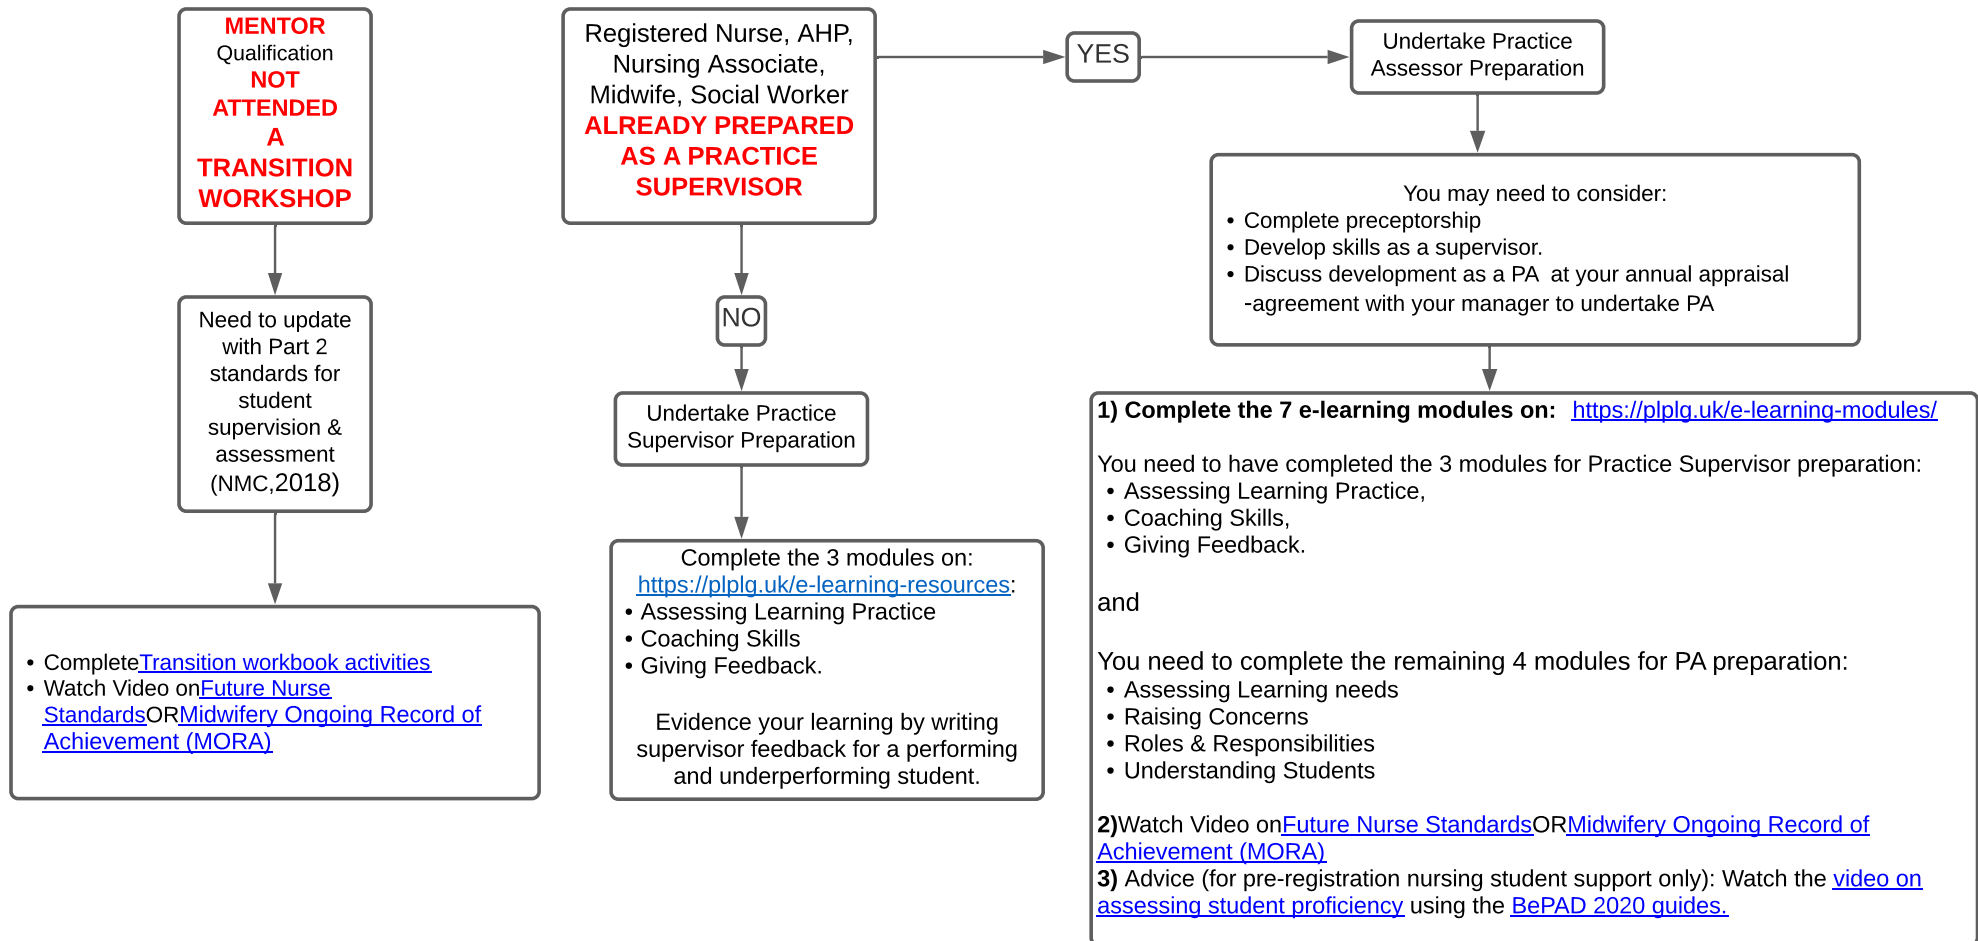 MENTOR
Qualification
NOT
ATTENDED
A
TRANSITION
WORKSHOP
Need to update
with Part 2
standards for
student
supervision &
assessment
(NMC,2018)
• CompleteTransition workbook activities
• Watch Video onFuture Nurse
StandardsORMidwifery Ongoing Record of
Achievement (MORA)
Registered Nurse, AHP,
Nursing Associate,
Midwife, Social Worker
ALREADY PREPARED
AS A PRACTICE
SUPERVISOR
NO
Undertake Practice
Supervisor Preparation
Complete the 3 modules on:
https://plplg.uk/e-learning-resources:
• Assessing Learning Practice
• Coaching Skills
• Giving Feedback.
Evidence your learning by writing
supervisor feedback for a performing
and underperforming student.
YES
Undertake Practice
Assessor Preparation
You may need to consider:
• Complete preceptorship
• Develop skills as a supervisor.
• Discuss development as a PA  at your annual appraisal
-agreement with your manager to undertake PA
1) Complete the 7 e-learning modules on:  https://plplg.uk/e-learning-modules/
You need to have completed the 3 modules for Practice Supervisor preparation:
• Assessing Learning Practice,
• Coaching Skills,
• Giving Feedback.
and
You need to complete the remaining 4 modules for PA preparation:
• Assessing Learning needs
• Raising Concerns
• Roles & Responsibilities
• Understanding Students
2)Watch Video onFuture Nurse StandardsORMidwifery Ongoing Record of
Achievement (MORA)
3) Advice (for pre-registration nursing student support only): Watch the video on
assessing student proficiency using the BePAD 2020 guides.